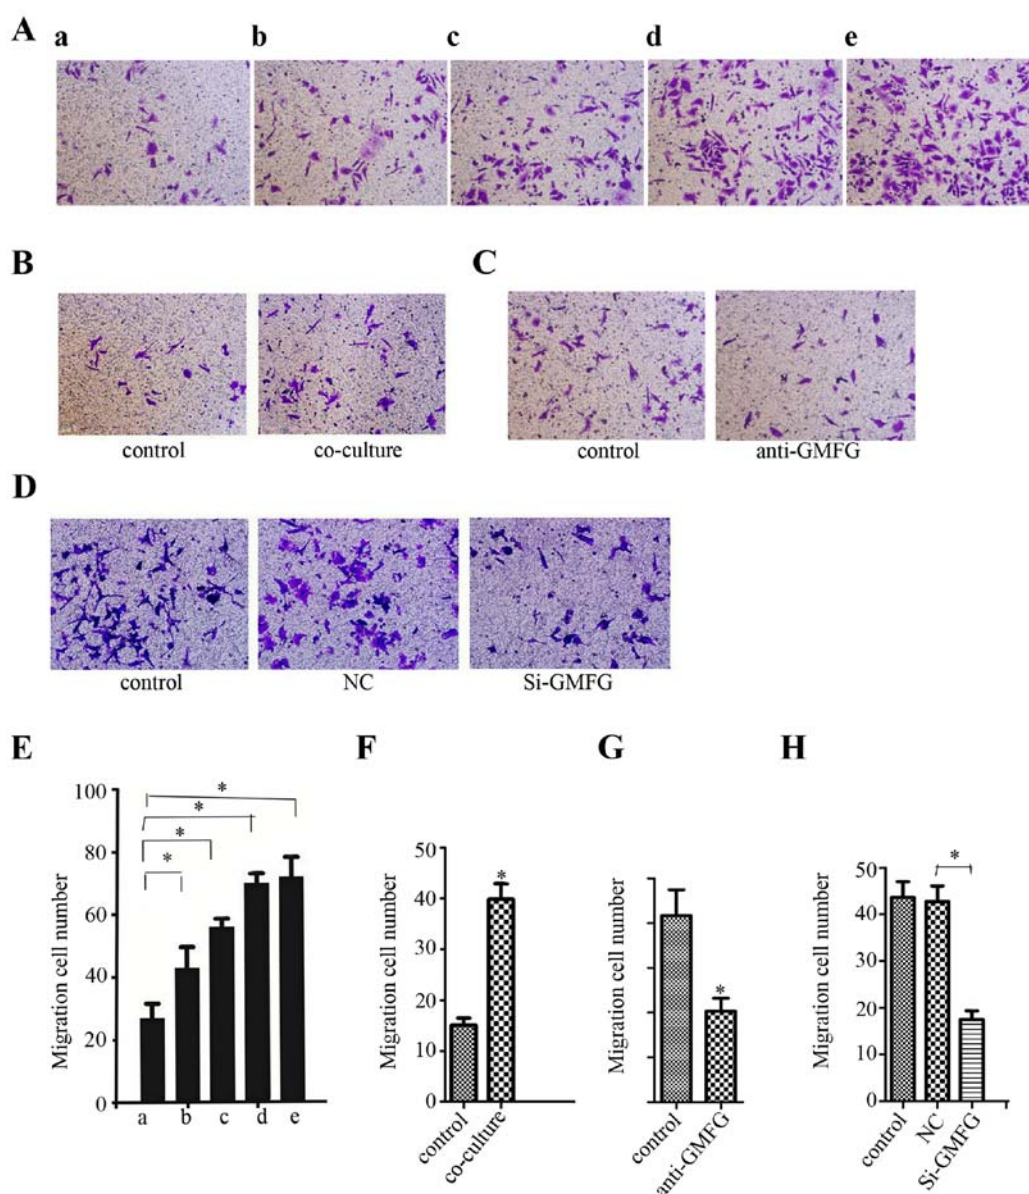 A
a
b
c
d
e
B
C
control
co-culture
control
anti-GMFG
D
control
NC
Si-GMFG
E
F
G
H
Migration cell number
100
80
60
40
20
0
*
*
*
*
a
b
c
d
e
Migration cell number
50
40
30
20
10
0
*
control
co-culture
Migration cell number
*
control
anti-GMFG
Migration cell number
50
40
30
20
10
0
*
control
NC
Si-GMFG